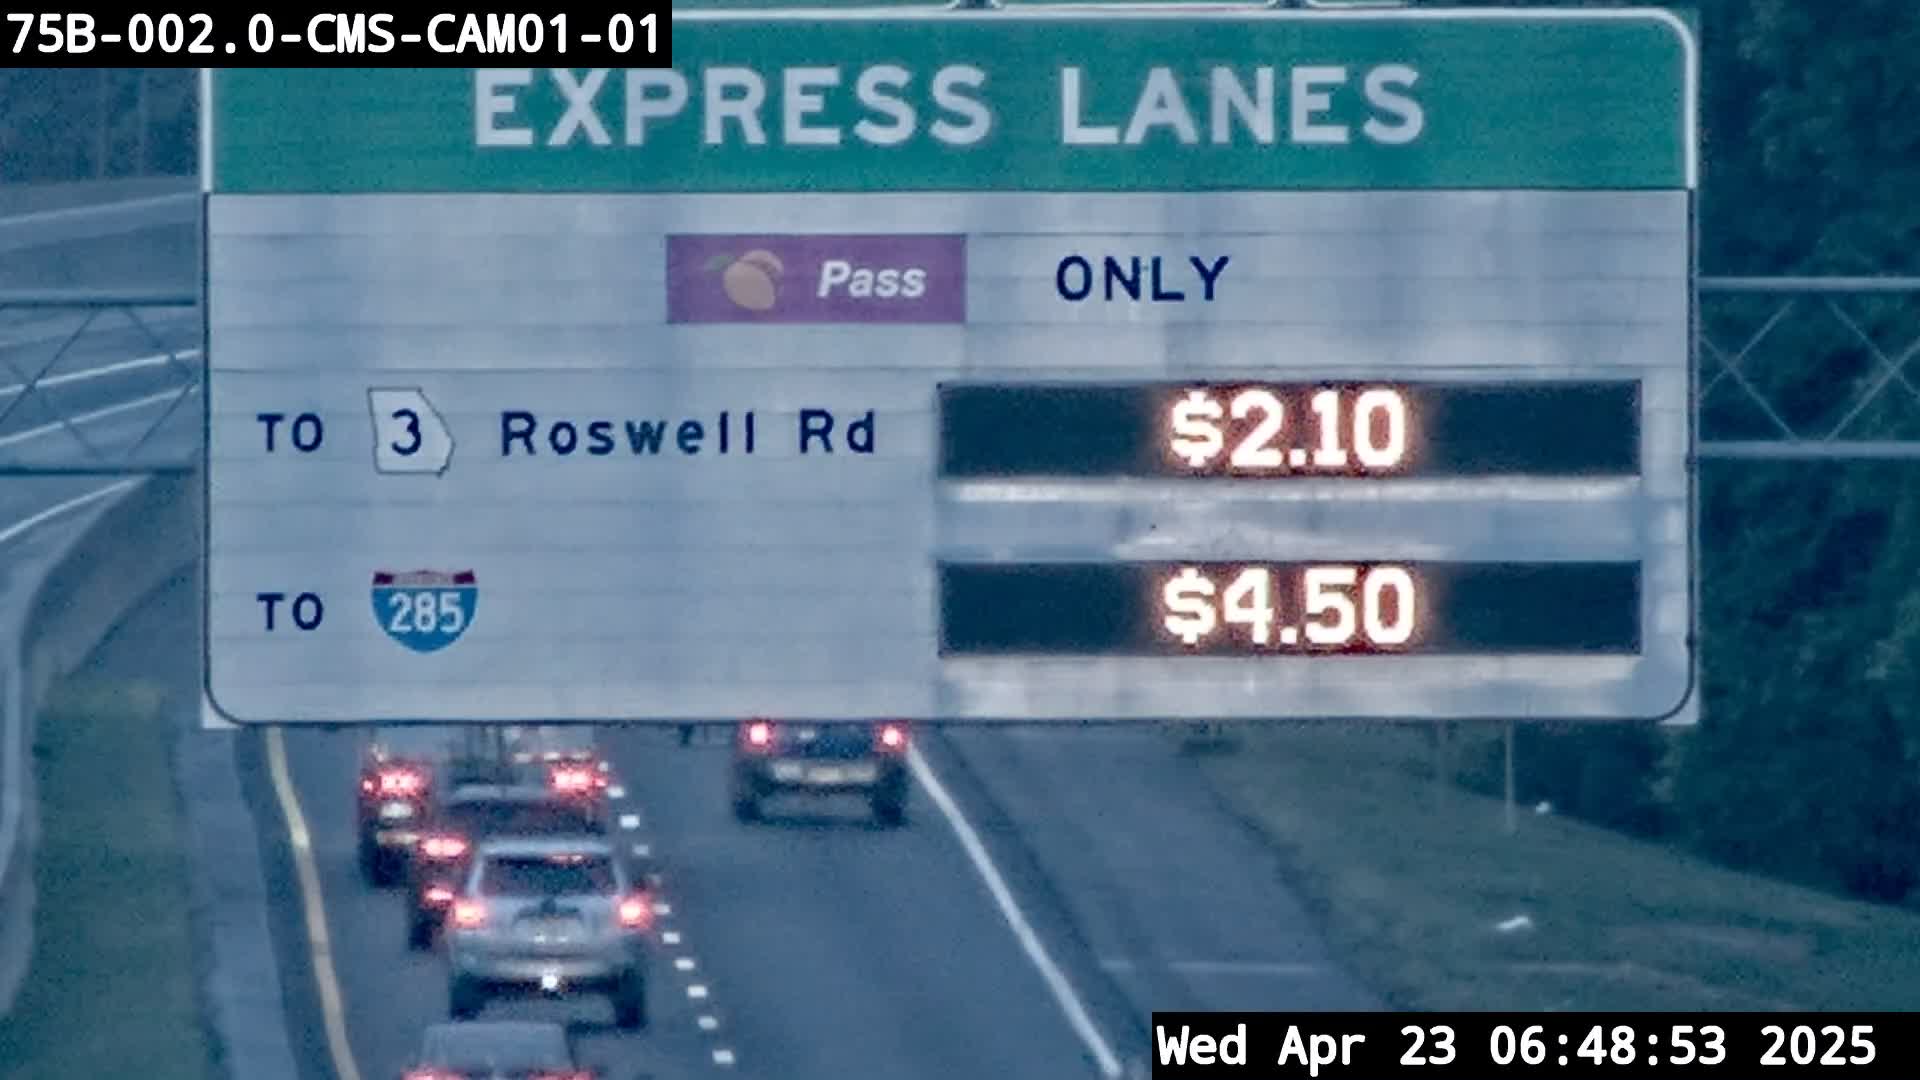 75B-002.0-CMS-CAM01-01
EXPRESS LANES
Pass ONLY
TO 3 Roswell Rd $2.10
TO 285 $4.50
Wed Apr 23 06:48:53 2025